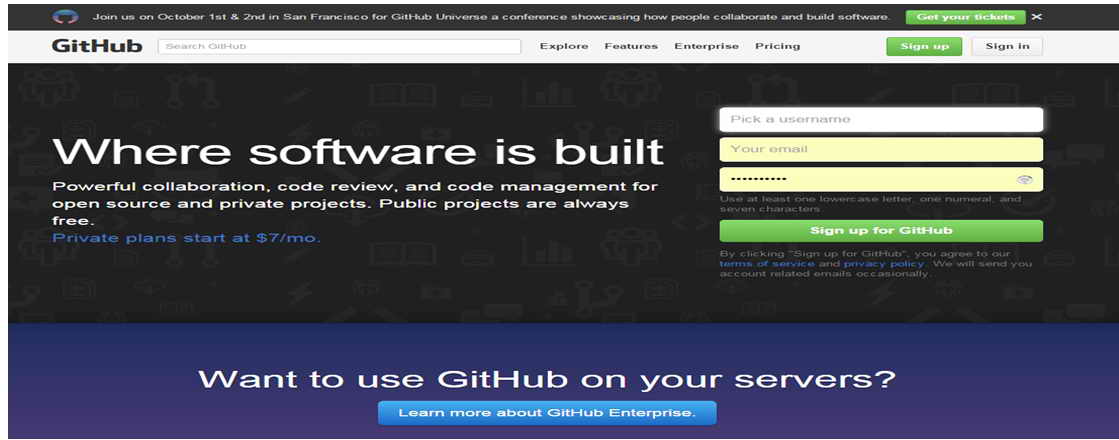 Join us on October 1st & 2nd in San Francisco for GitHub Universe a conference showcasing how people collaborate and build software.
Get your tickets
GitHub
Search GitHub
Explore Features Enterprise Pricing
Sign up
Sign in
Where software is built
Powerful collaboration, code review, and code management for
open source and private projects. Public projects are always
free.
Private plans start at $7/mo.
Pick a username
Your email
••••••••••
Use at least one lowercase letter, one numeral, and
seven characters.
Sign up for GitHub
By clicking "Sign up for GitHub", you agree to our
terms of service and privacy policy. We will send you
account related emails occasionally.
Want to use GitHub on your servers?
Learn more about GitHub Enterprise.